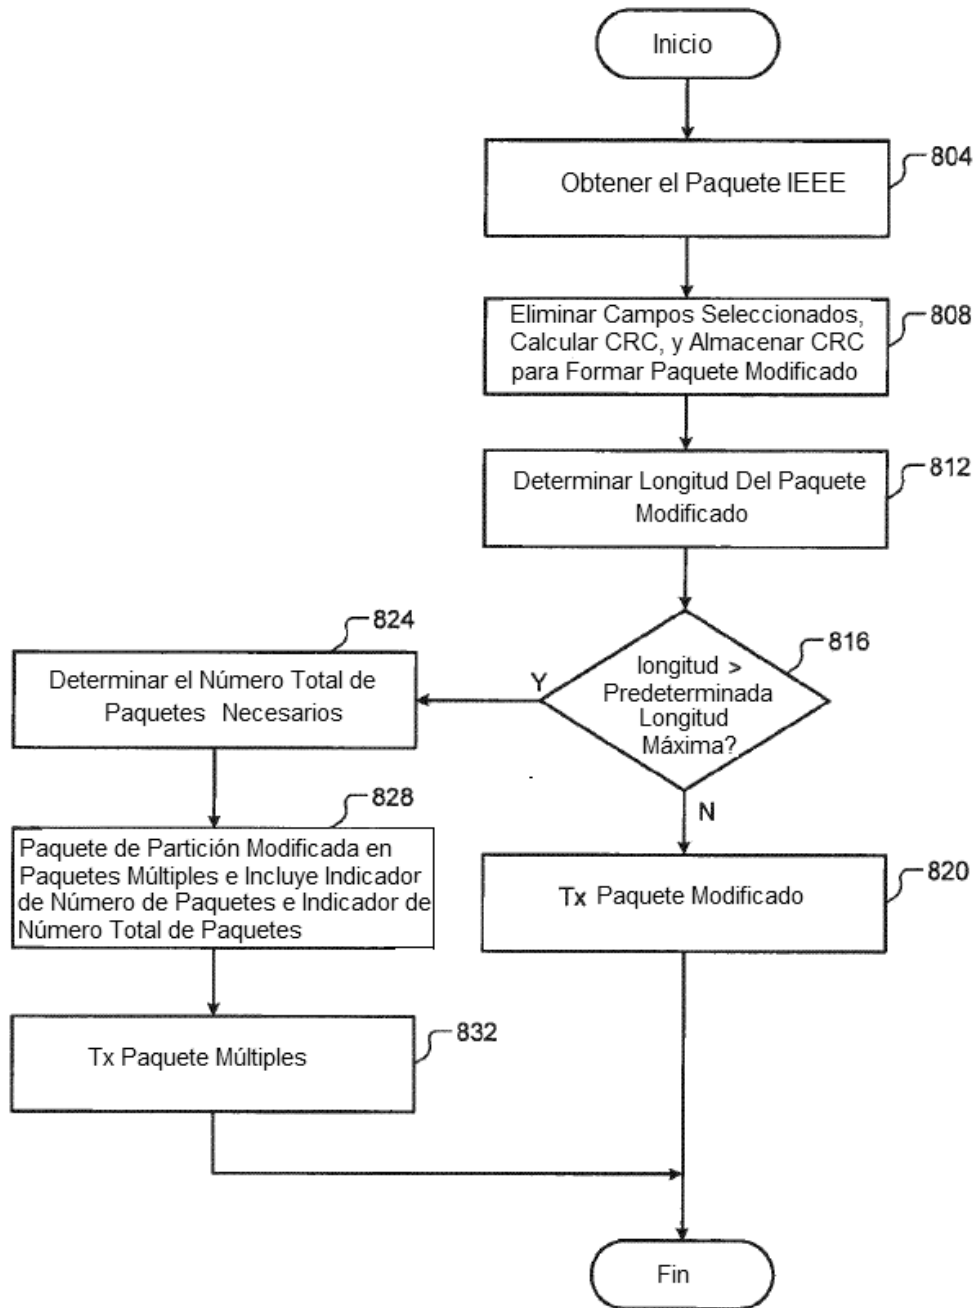 Inicio
804
Obtener el Paquete IEEE
808
Eliminar Campos Seleccionados,
Calcular CRC, y Almacenar CRC
para Formar Paquete Modificado
812
Determinar Longitud Del Paquete
Modificado
816
longitud >
Predeterminada
Longitud
Máxima?
Y
N
824
Determinar el Número Total de
Paquetes Necesarios
828
Paquete de Partición Modificada en
Paquetes Múltiples e Incluye Indicador
de Número de Paquetes e Indicador de
Número Total de Paquetes
820
Tx Paquete Modificado
832
Tx Paquete Múltiples
Fin